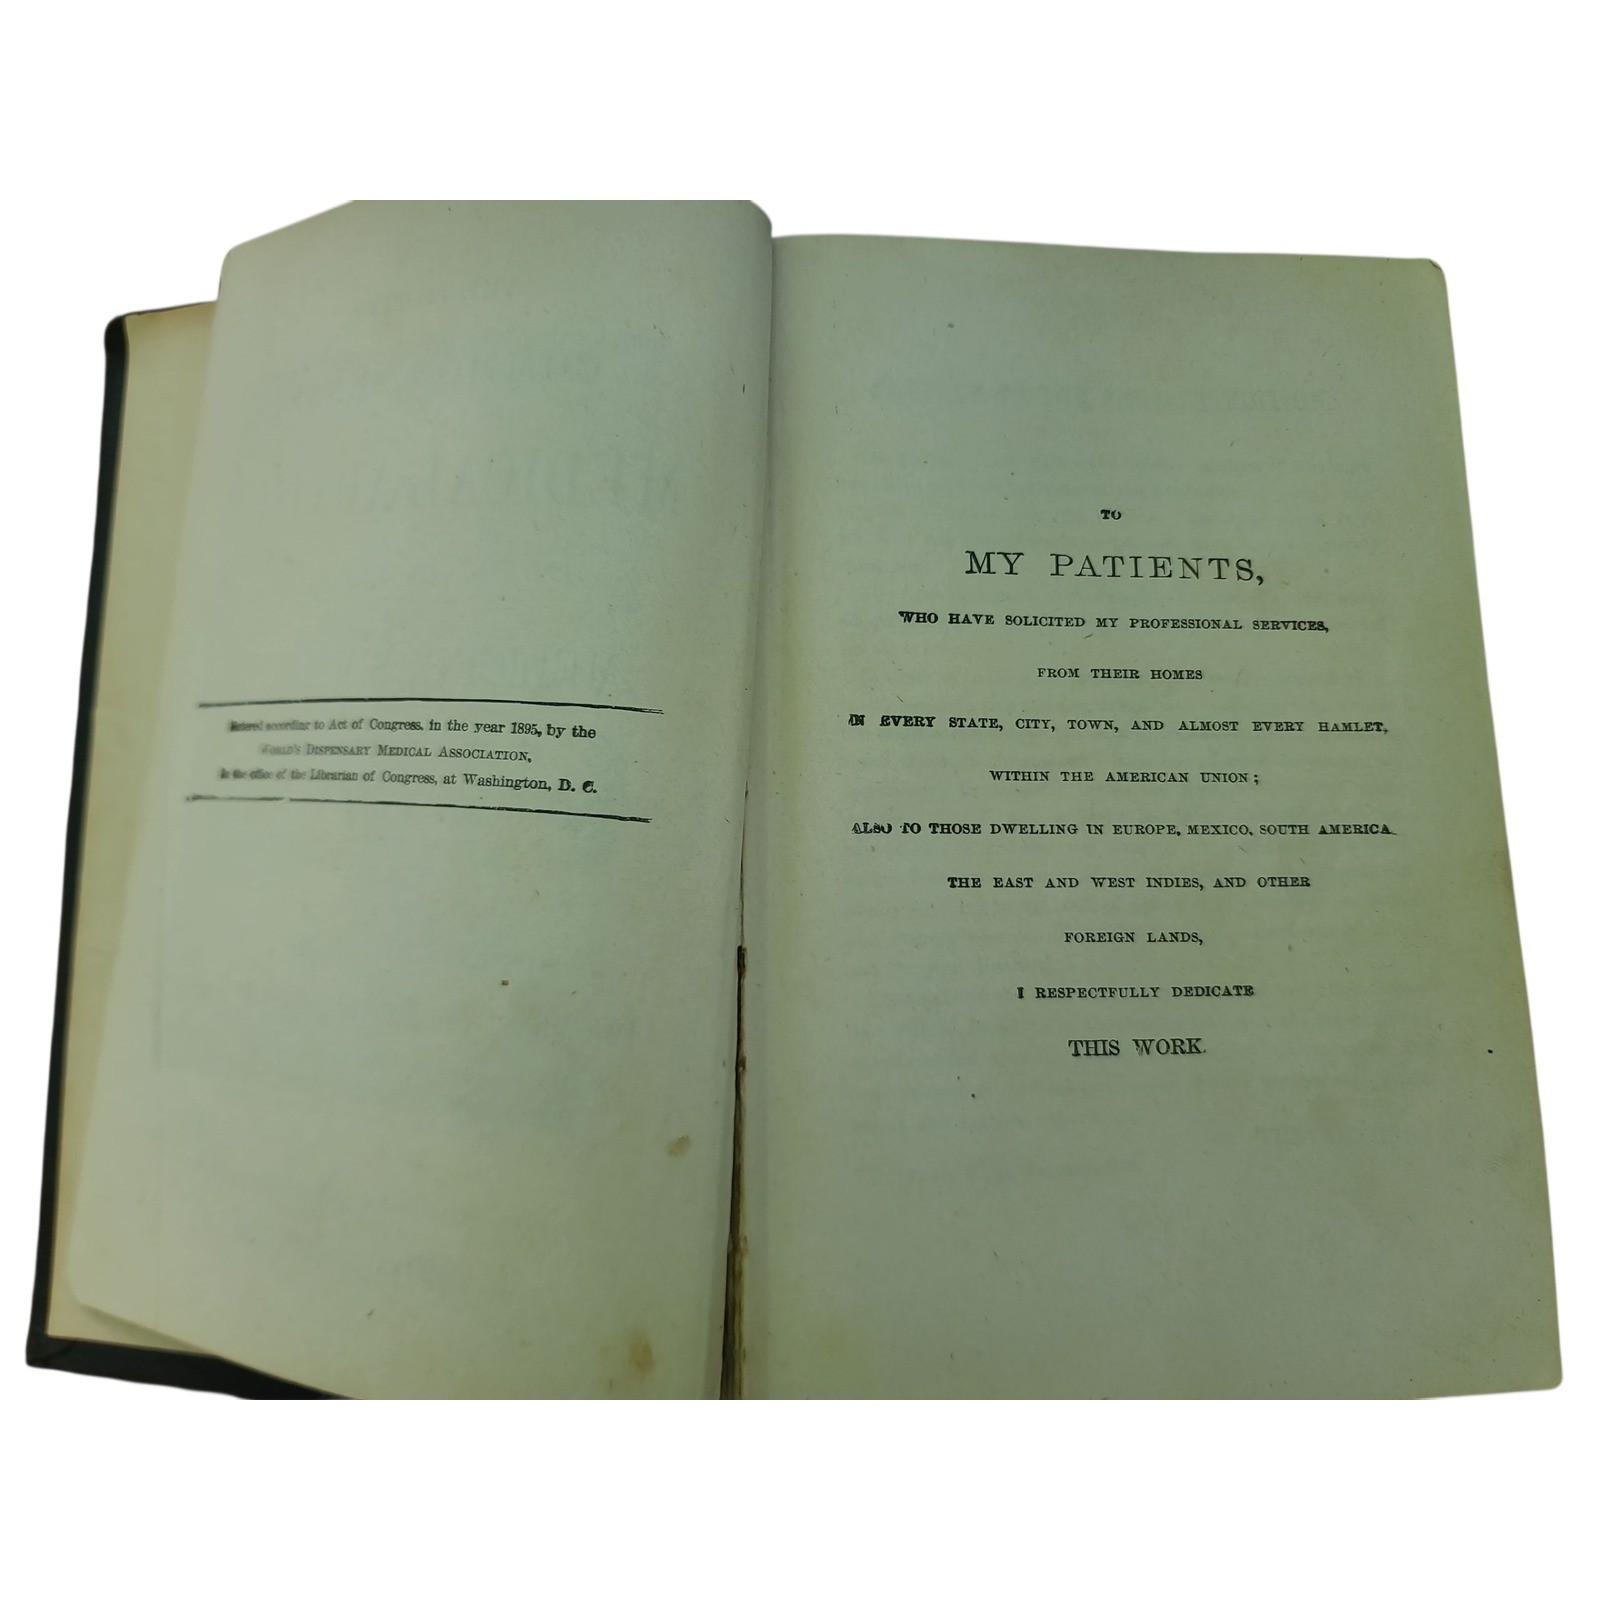 Entered according to Act of Congress, in the year 1895, by the
WORLD'S DISPENSARY MEDICAL ASSOCIATION,
In the office of the Librarian of Congress, at Washington, D. C.
TO
MY PATIENTS,
WHO HAVE SOLICITED MY PROFESSIONAL SERVICES,
FROM THEIR HOMES
IN EVERY STATE, CITY, TOWN, AND ALMOST EVERY HAMLET,
WITHIN THE AMERICAN UNION;
ALSO TO THOSE DWELLING IN EUROPE, MEXICO, SOUTH AMERICA
THE EAST AND WEST INDIES, AND OTHER
FOREIGN LANDS,
I RESPECTFULLY DEDICATE
THIS WORK.